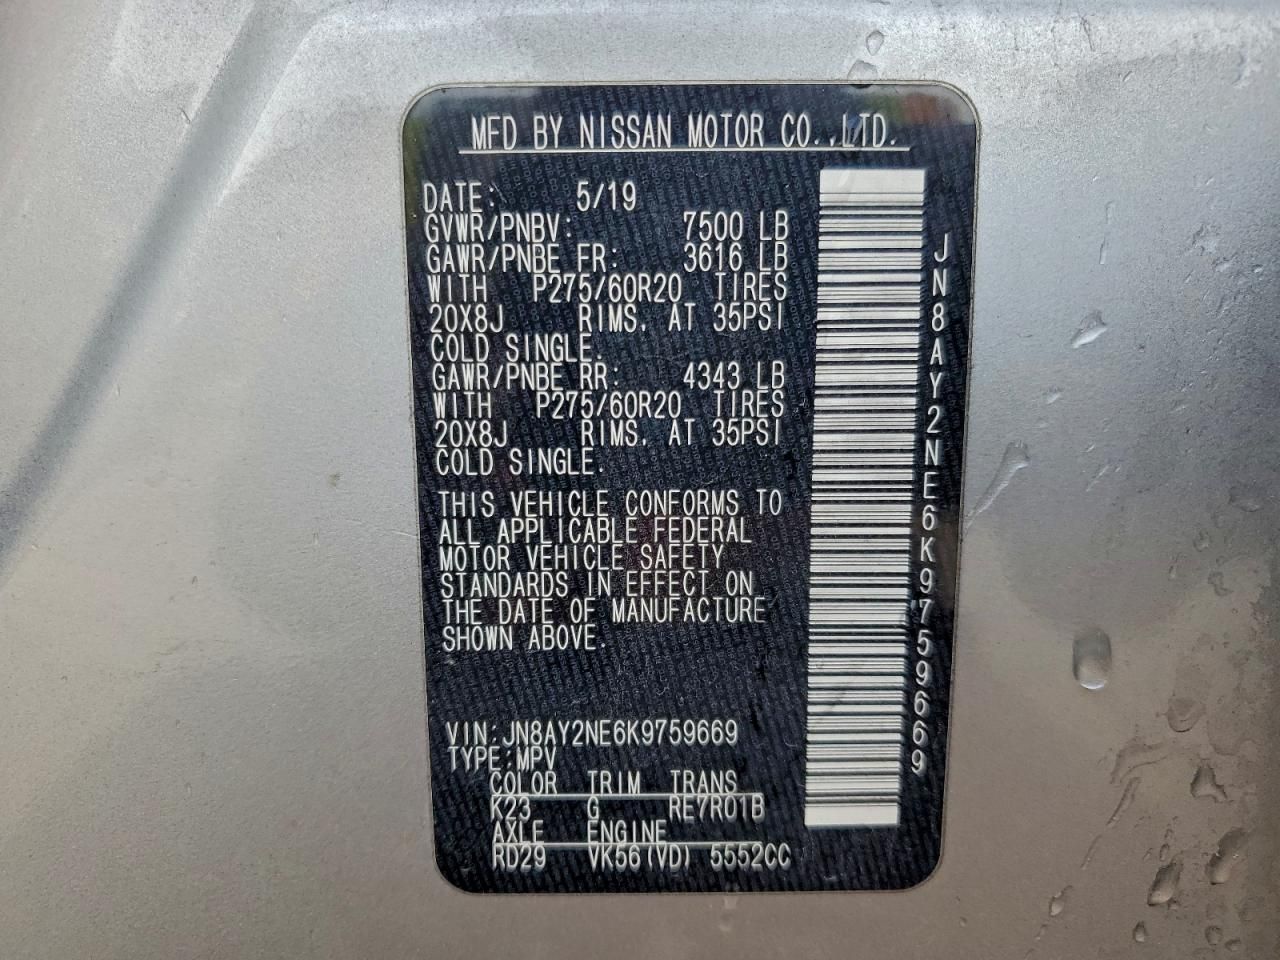 MFD BY NISSAN MOTOR CO.,LTD.
DATE: 5/19
GVWR/PNBV: 7500 LB
GAWR/PNBE FR: 3616 LB
WITH P275/60R20 TIRES
20X8J RIMS, AT 35PSI
COLD SINGLE.
GAWR/PNBE RR: 4343 LB
WITH P275/60R20 TIRES
20X8J RIMS, AT 35PSI
COLD SINGLE.
THIS VEHICLE CONFORMS TO
ALL APPLICABLE FEDERAL
MOTOR VEHICLE SAFETY
STANDARDS IN EFFECT ON
THE DATE OF MANUFACTURE
SHOWN ABOVE.
VIN:JN8AY2NE6K9759669
TYPE:MPV
COLOR TRIM TRANS
K23 G RE7R01B
AXLE ENGINE
RD29 VK56(VD) 5552CC
JN8AY2NE6K9759669